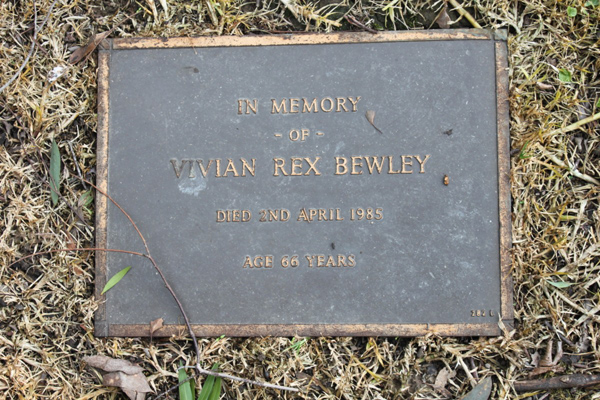 IN MEMORY
- OF -
VIVIAN REX BEWLEY
DIED 2ND APRIL 1985
AGE 66 YEARS